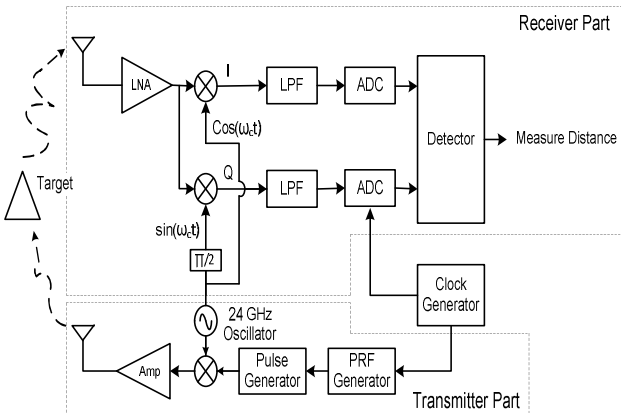 Receiver Part
LNA
I
LPF
ADC
Detector
Measure Distance
Cos(ωct)
Target
Q
LPF
ADC
sin(ωct)
Π/2
24 GHz
Oscillator
Clock
Generator
Amp
Pulse
Generator
PRF
Generator
Transmitter Part